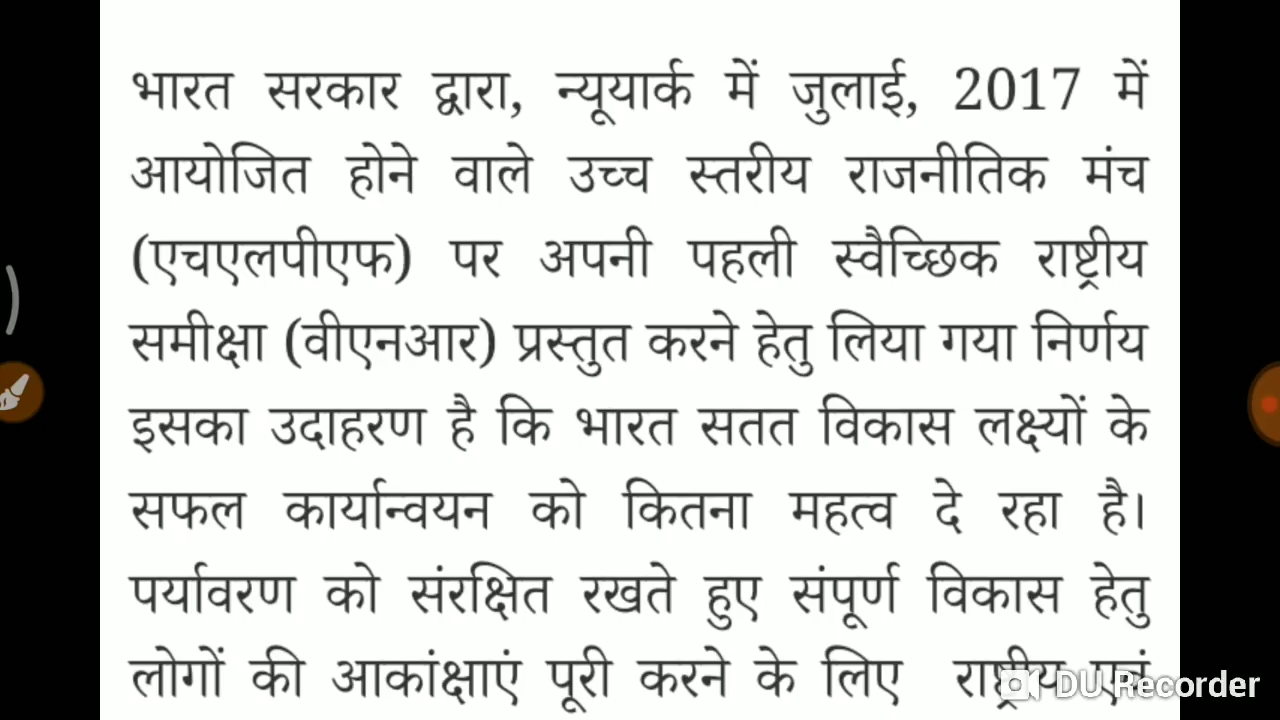 भारत सरकार द्वारा, न्यूयार्क में जुलाई, 2017 में
आयोजित होने वाले उच्च स्तरीय राजनीतिक मंच
(एचएलपीएफ) पर अपनी पहली स्वैच्छिक राष्ट्रीय
समीक्षा (वीएनआर) प्रस्तुत करने हेतु लिया गया निर्णय
इसका उदाहरण है कि भारत सतत विकास लक्ष्यों के
सफल कार्यान्वयन को कितना महत्व दे रहा है।
पर्यावरण को संरक्षित रखते हुए संपूर्ण विकास हेतु
लोगों की आकांक्षाएं पूरी करने के लिए राष्ट्रीय एवं
DU Recorder